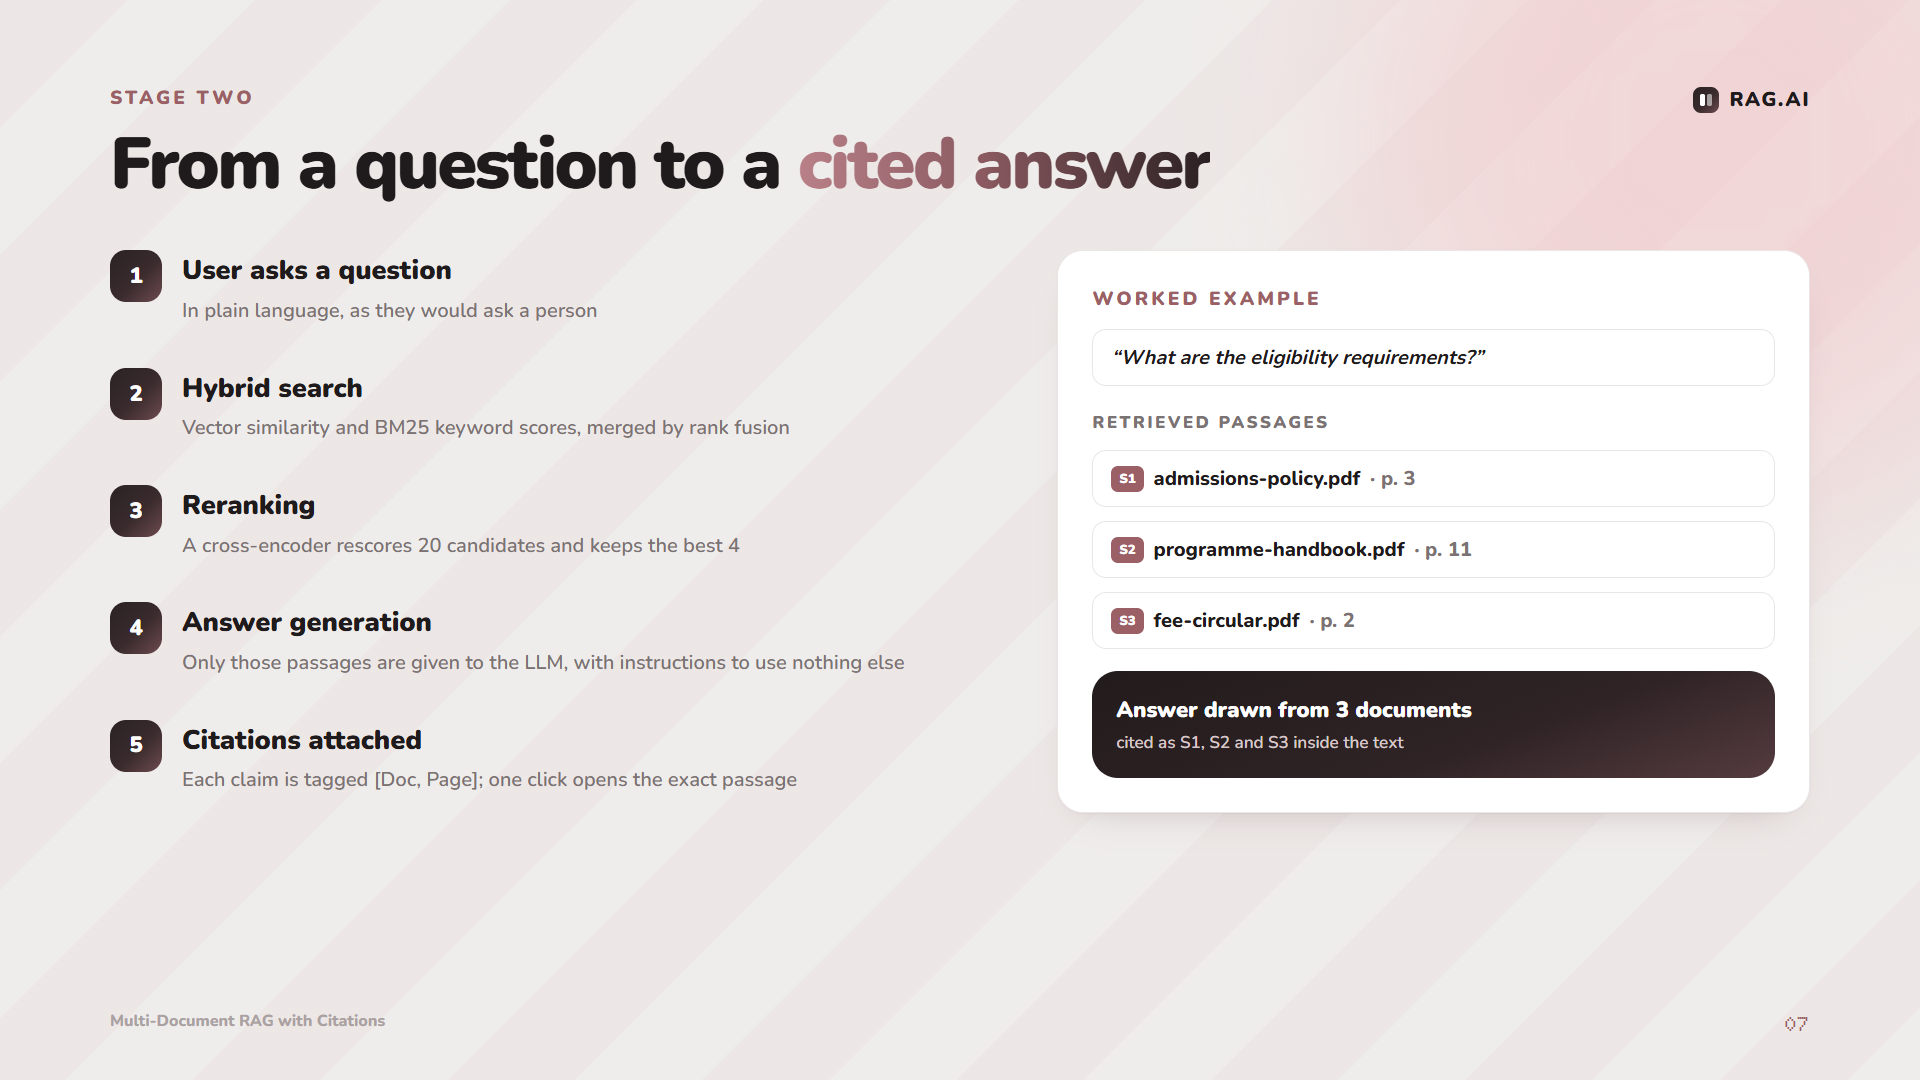 STAGE TWO
RAG.AI
From a question to a cited answer
1
User asks a question
In plain language, as they would ask a person
2
Hybrid search
Vector similarity and BM25 keyword scores, merged by rank fusion
3
Reranking
A cross-encoder rescores 20 candidates and keeps the best 4
4
Answer generation
Only those passages are given to the LLM, with instructions to use nothing else
5
Citations attached
Each claim is tagged [Doc, Page]; one click opens the exact passage
WORKED EXAMPLE
“What are the eligibility requirements?”
RETRIEVED PASSAGES
S1 admissions-policy.pdf · p. 3
S2 programme-handbook.pdf · p. 11
S3 fee-circular.pdf · p. 2
Answer drawn from 3 documents
cited as S1, S2 and S3 inside the text
Multi-Document RAG with Citations
07